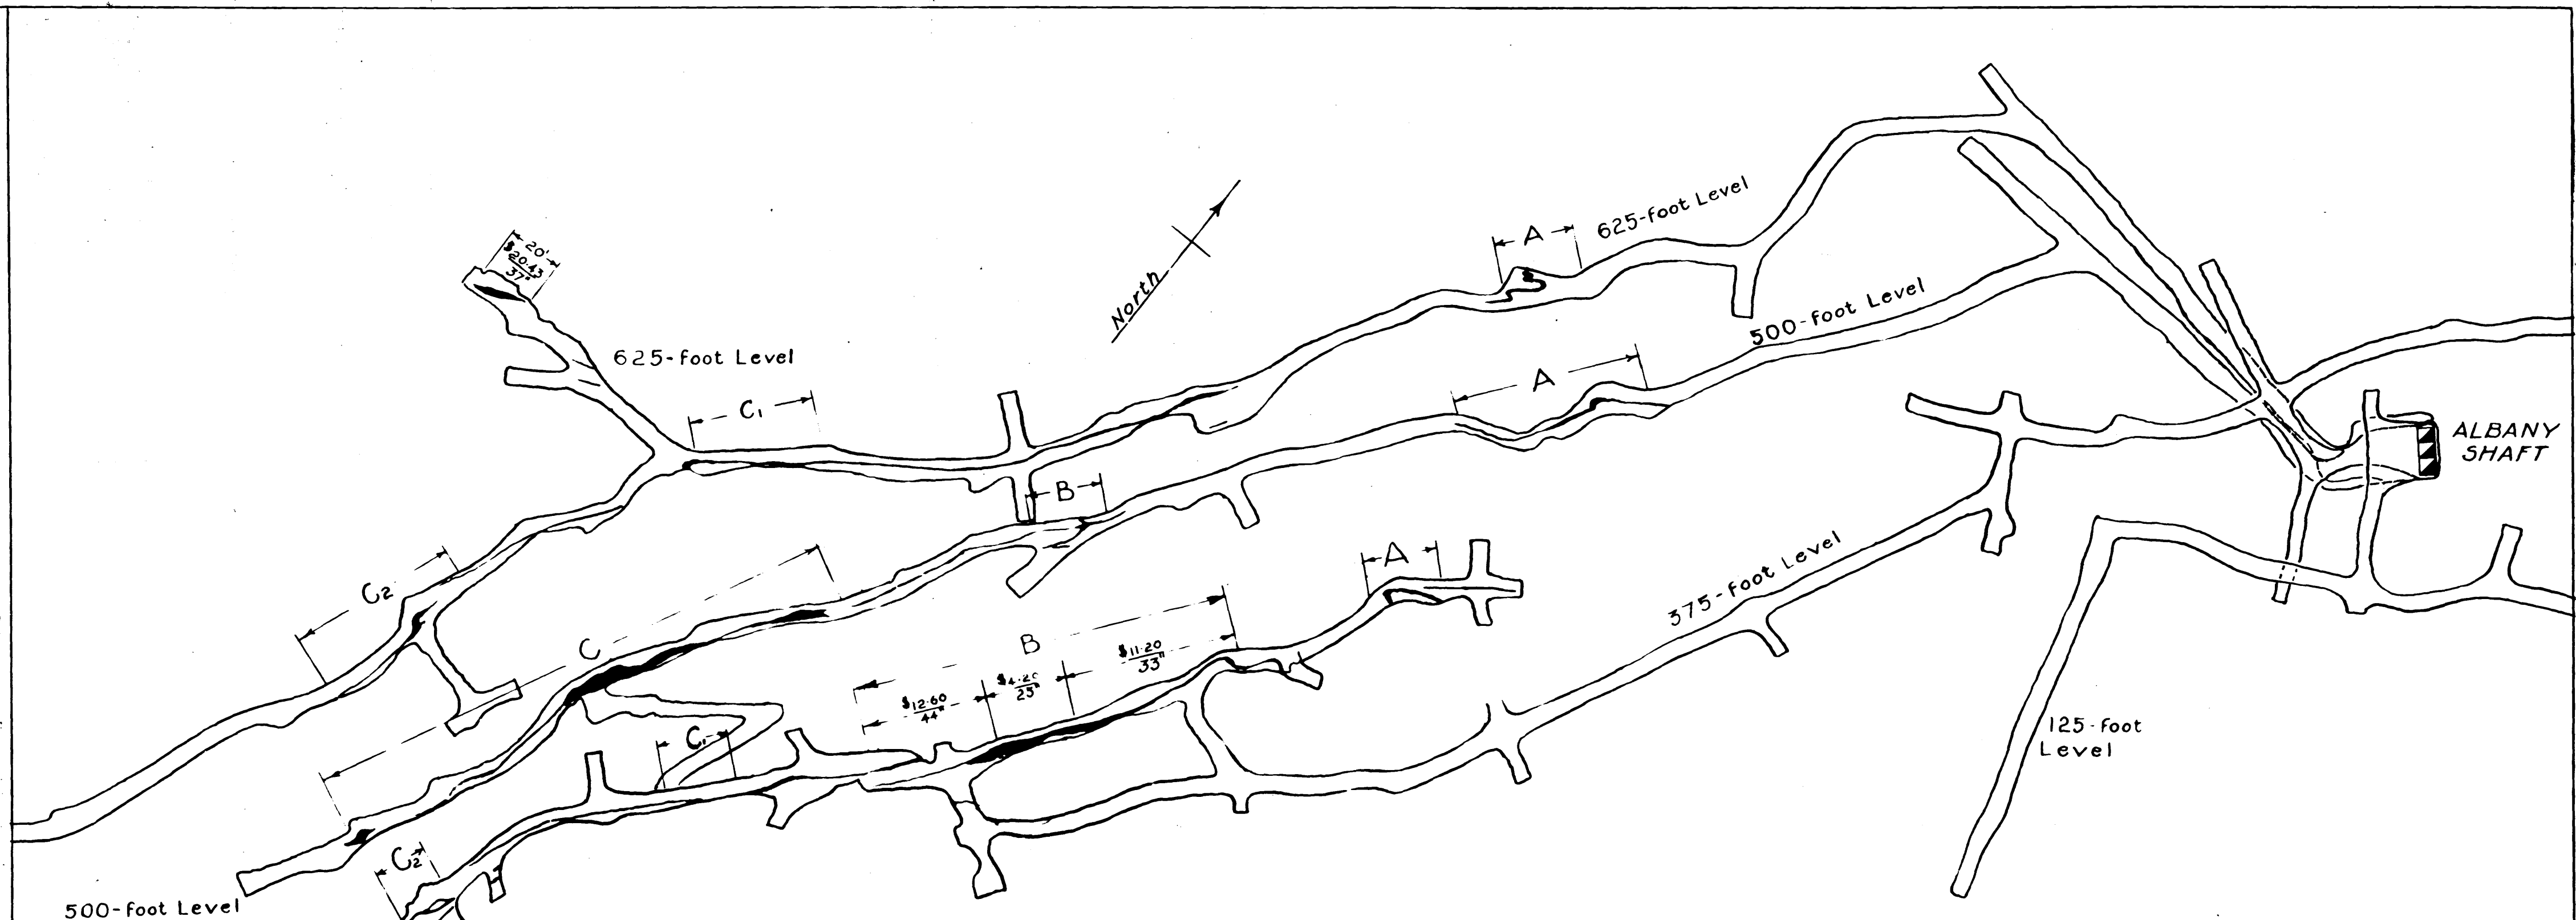 625-foot Level
A
20'
$20.43
37"
North
500-foot Level
625-foot Level
A
C₁
ALBANY
SHAFT
B
A
375-foot Level
C₂
C
B
$11.20
33"
$4.20
25"
$12.60
44"
C₁
125-foot
Level
C₂
500-foot Level